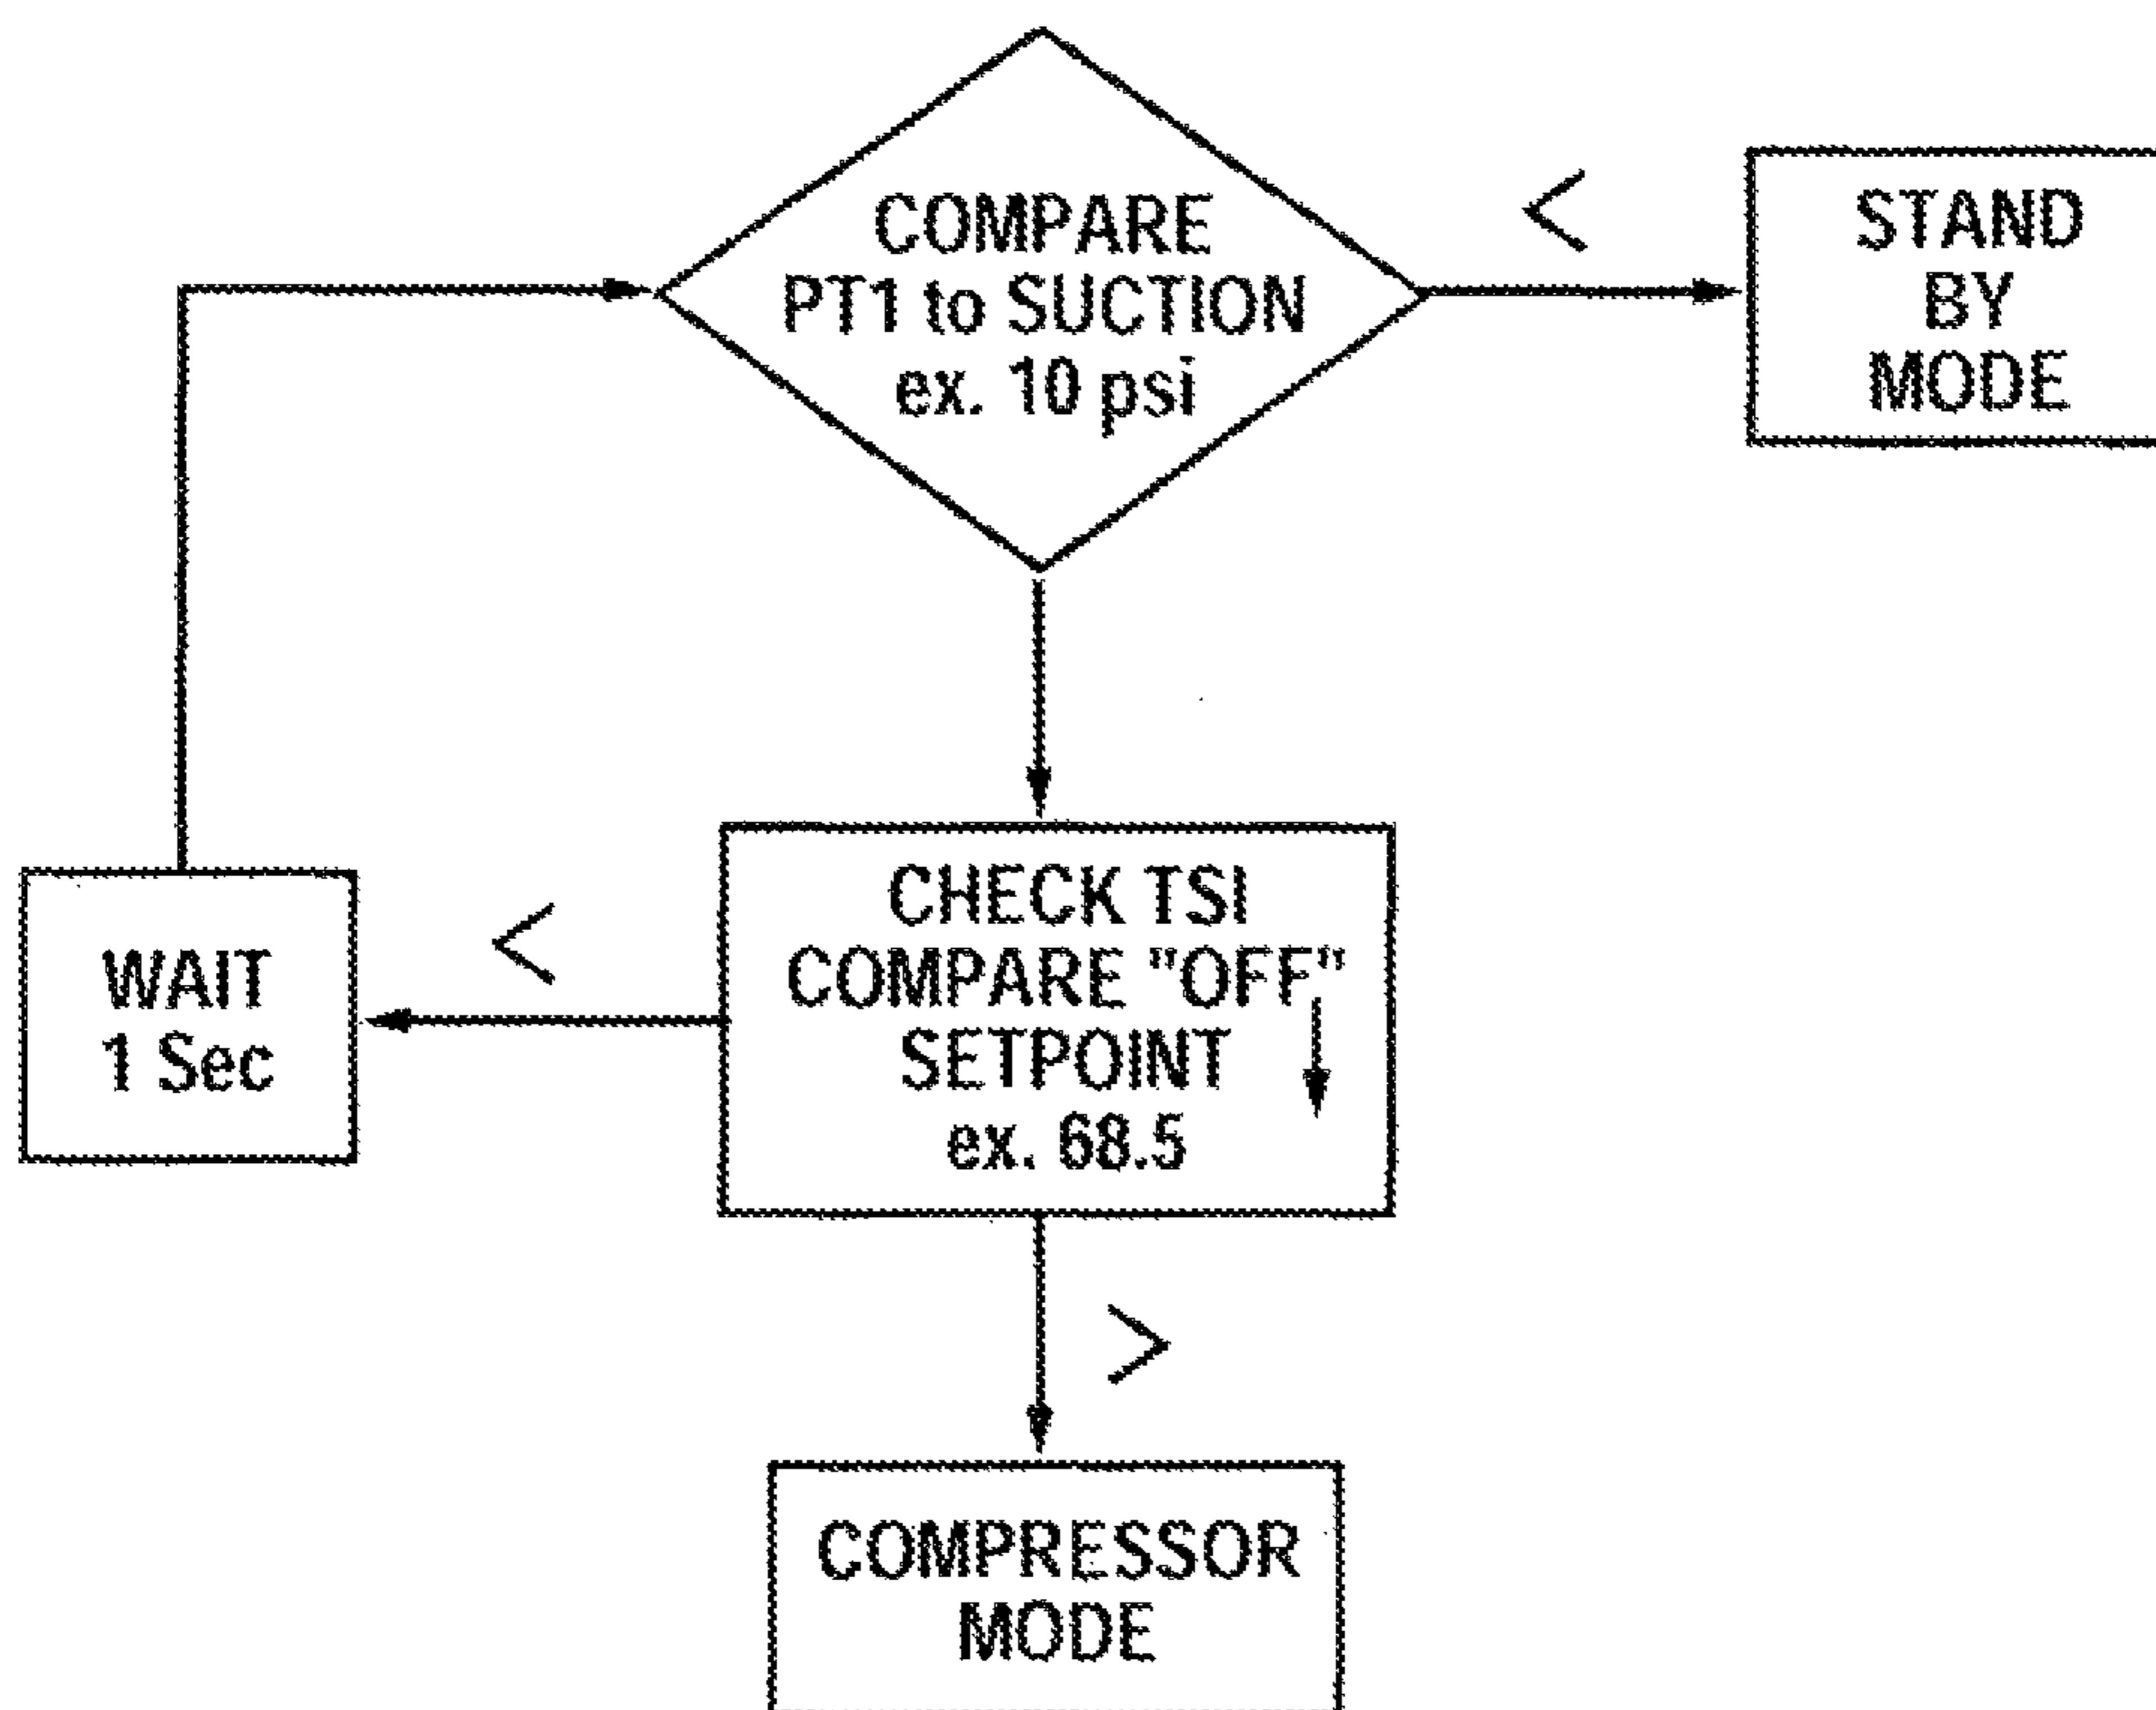 COMPARE
PT1 to SUCTION
ex. 10 psi
<
STAND
BY
MODE
CHECK TSI
COMPARE "OFF"
SETPOINT
ex. 68.5
<
WAIT
1 Sec
>
COMPRESSOR
MODE